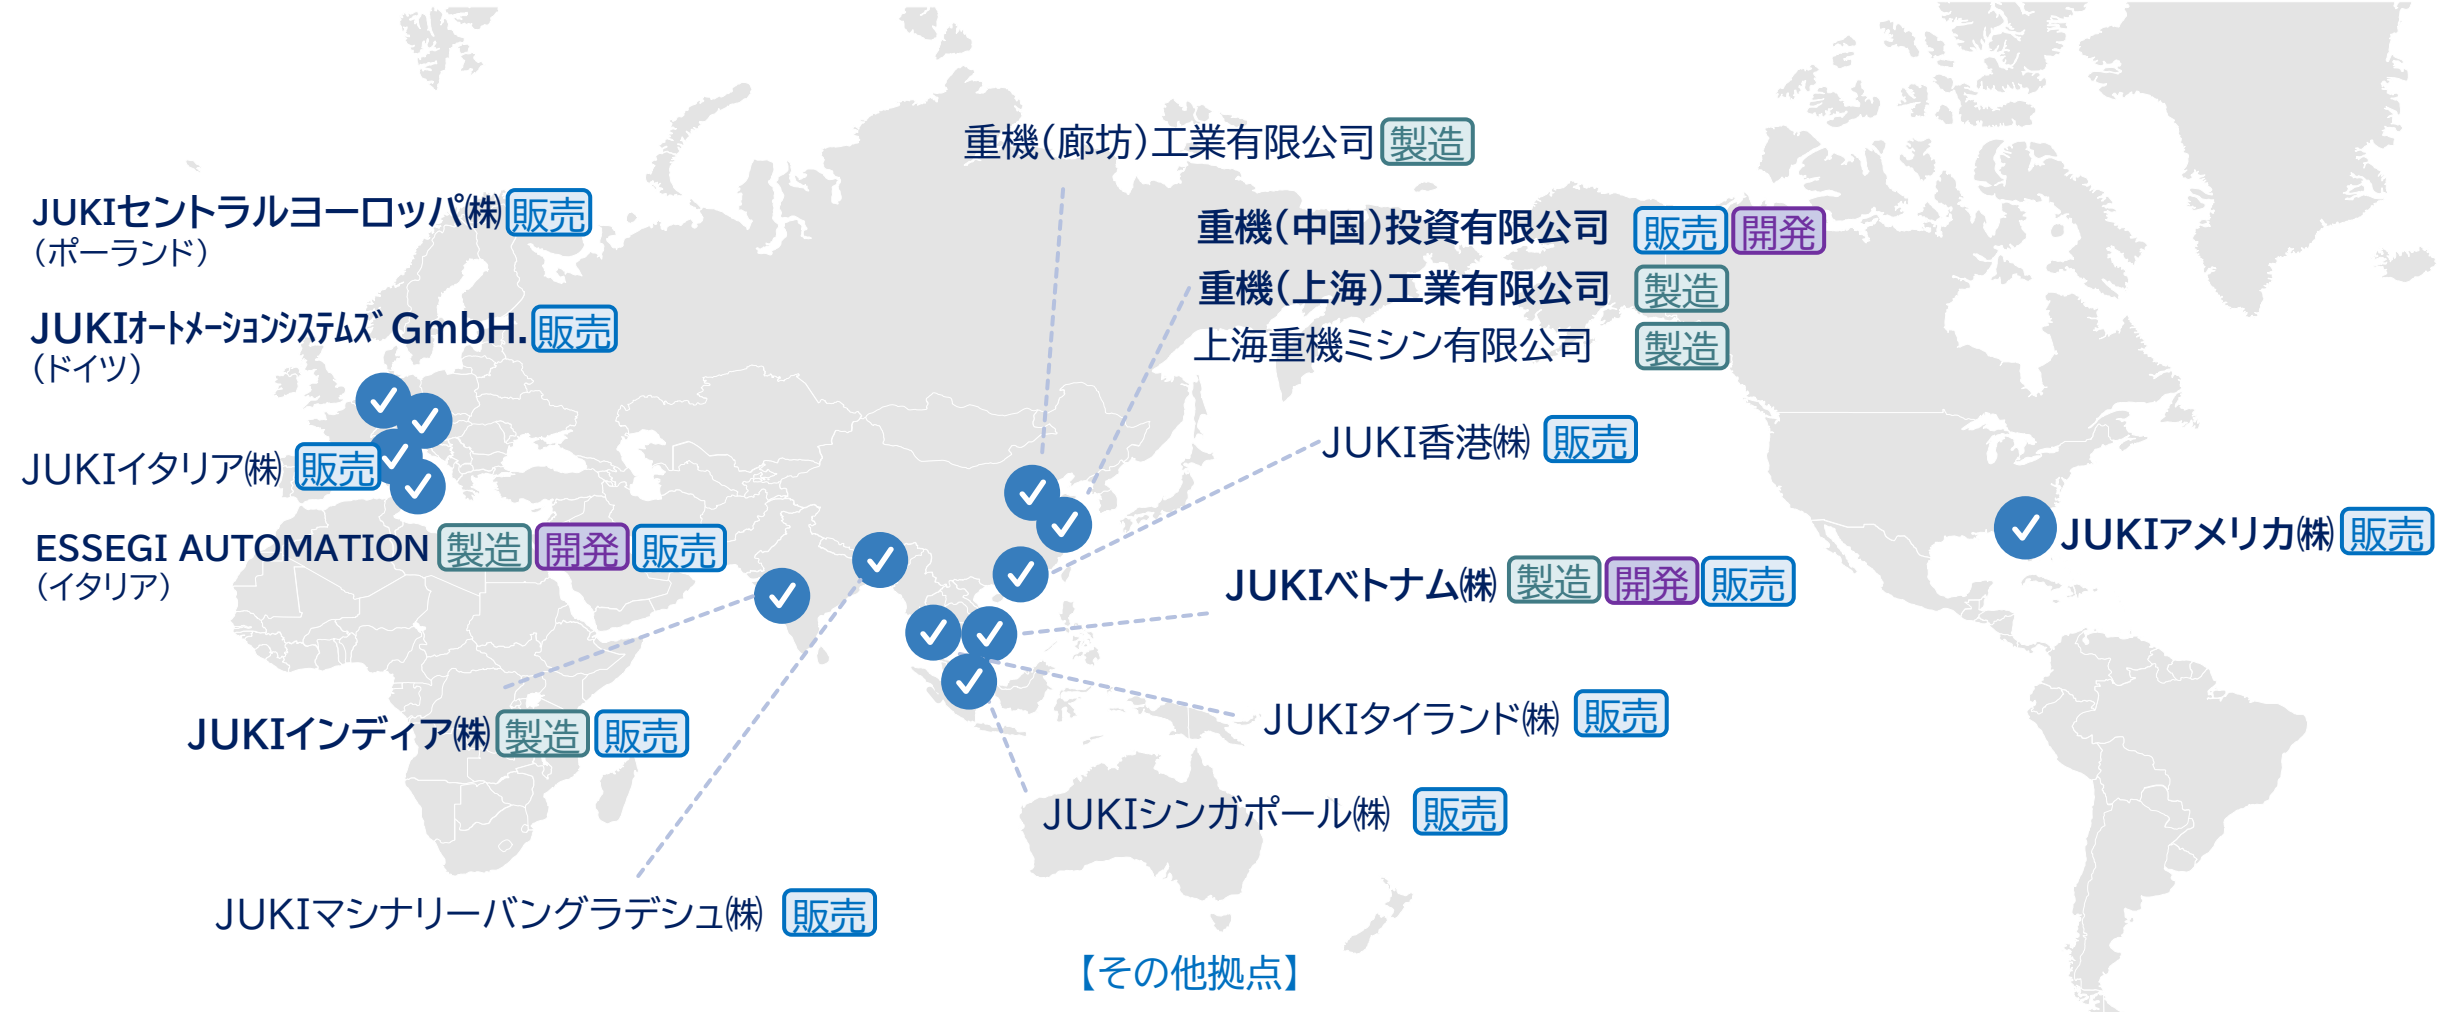 重機（廊坊）工業有限公司 製造
JUKIセントラルヨーロッパ㈱ 販売
（ポーランド）
重機（中国）投資有限公司 販売 開発
重機（上海）工業有限公司 製造
JUKIｵｰﾄﾒｰｼｮﾝｼｽﾃﾑｽﾞ GmbH. 販売
（ドイツ）
上海重機ミシン有限公司 製造
JUKI香港㈱ 販売
JUKIイタリア㈱ 販売
JUKIアメリカ㈱ 販売
ESSEGI AUTOMATION 製造 開発 販売
（イタリア）
JUKIベトナム㈱ 製造 開発 販売
JUKIタイランド㈱ 販売
JUKIインディア㈱ 製造 販売
JUKIシンガポール㈱ 販売
JUKIマシナリーバングラデシュ㈱ 販売
【その他拠点】